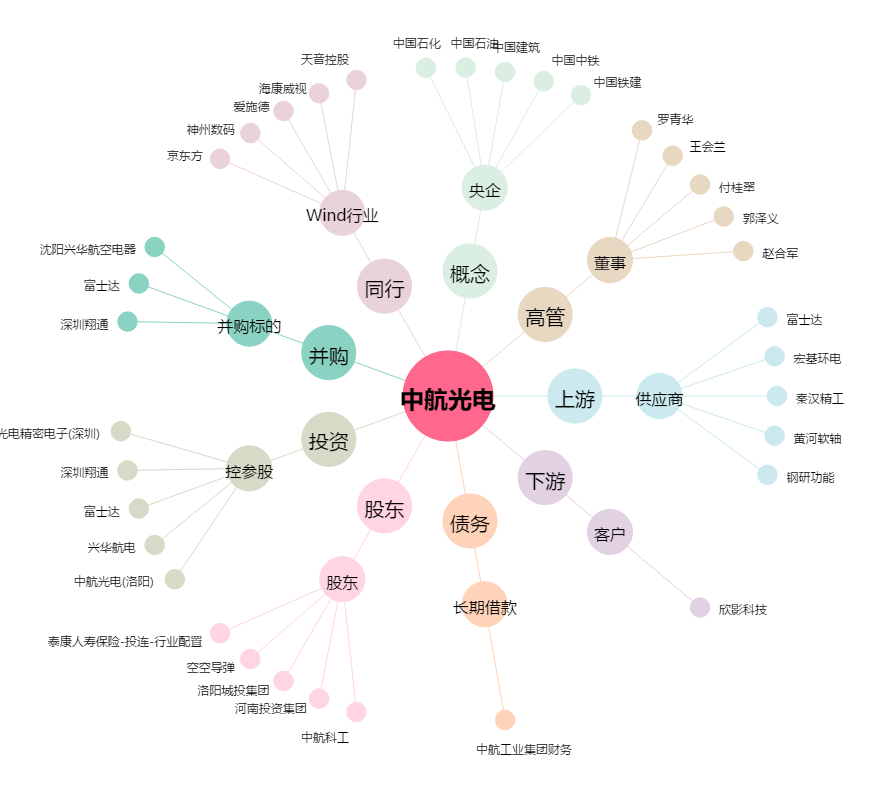 中国石化
中国石油
中国建筑
中国中铁
中国铁建
天音控股
海康威视
爱施德
神州数码
京东方
Wind行业
同行
央企
概念
罗青华
王会兰
付桂翠
郭泽义
赵合军
董事
高管
沈阳兴华航空电器
富士达
深圳翔通
并购标的
并购
中航光电
富士达
宏基环电
秦汉精工
黄河软轴
钢研功能
供应商
上游
光电精密电子(深圳)
深圳翔通
富士达
兴华航电
中航光电(洛阳)
控参股
投资
股东
股东
泰康人寿保险-投连-行业配置
空空导弹
洛阳城投集团
河南投资集团
中航科工
债务
长期借款
中航工业集团财务
下游
客户
欣影科技